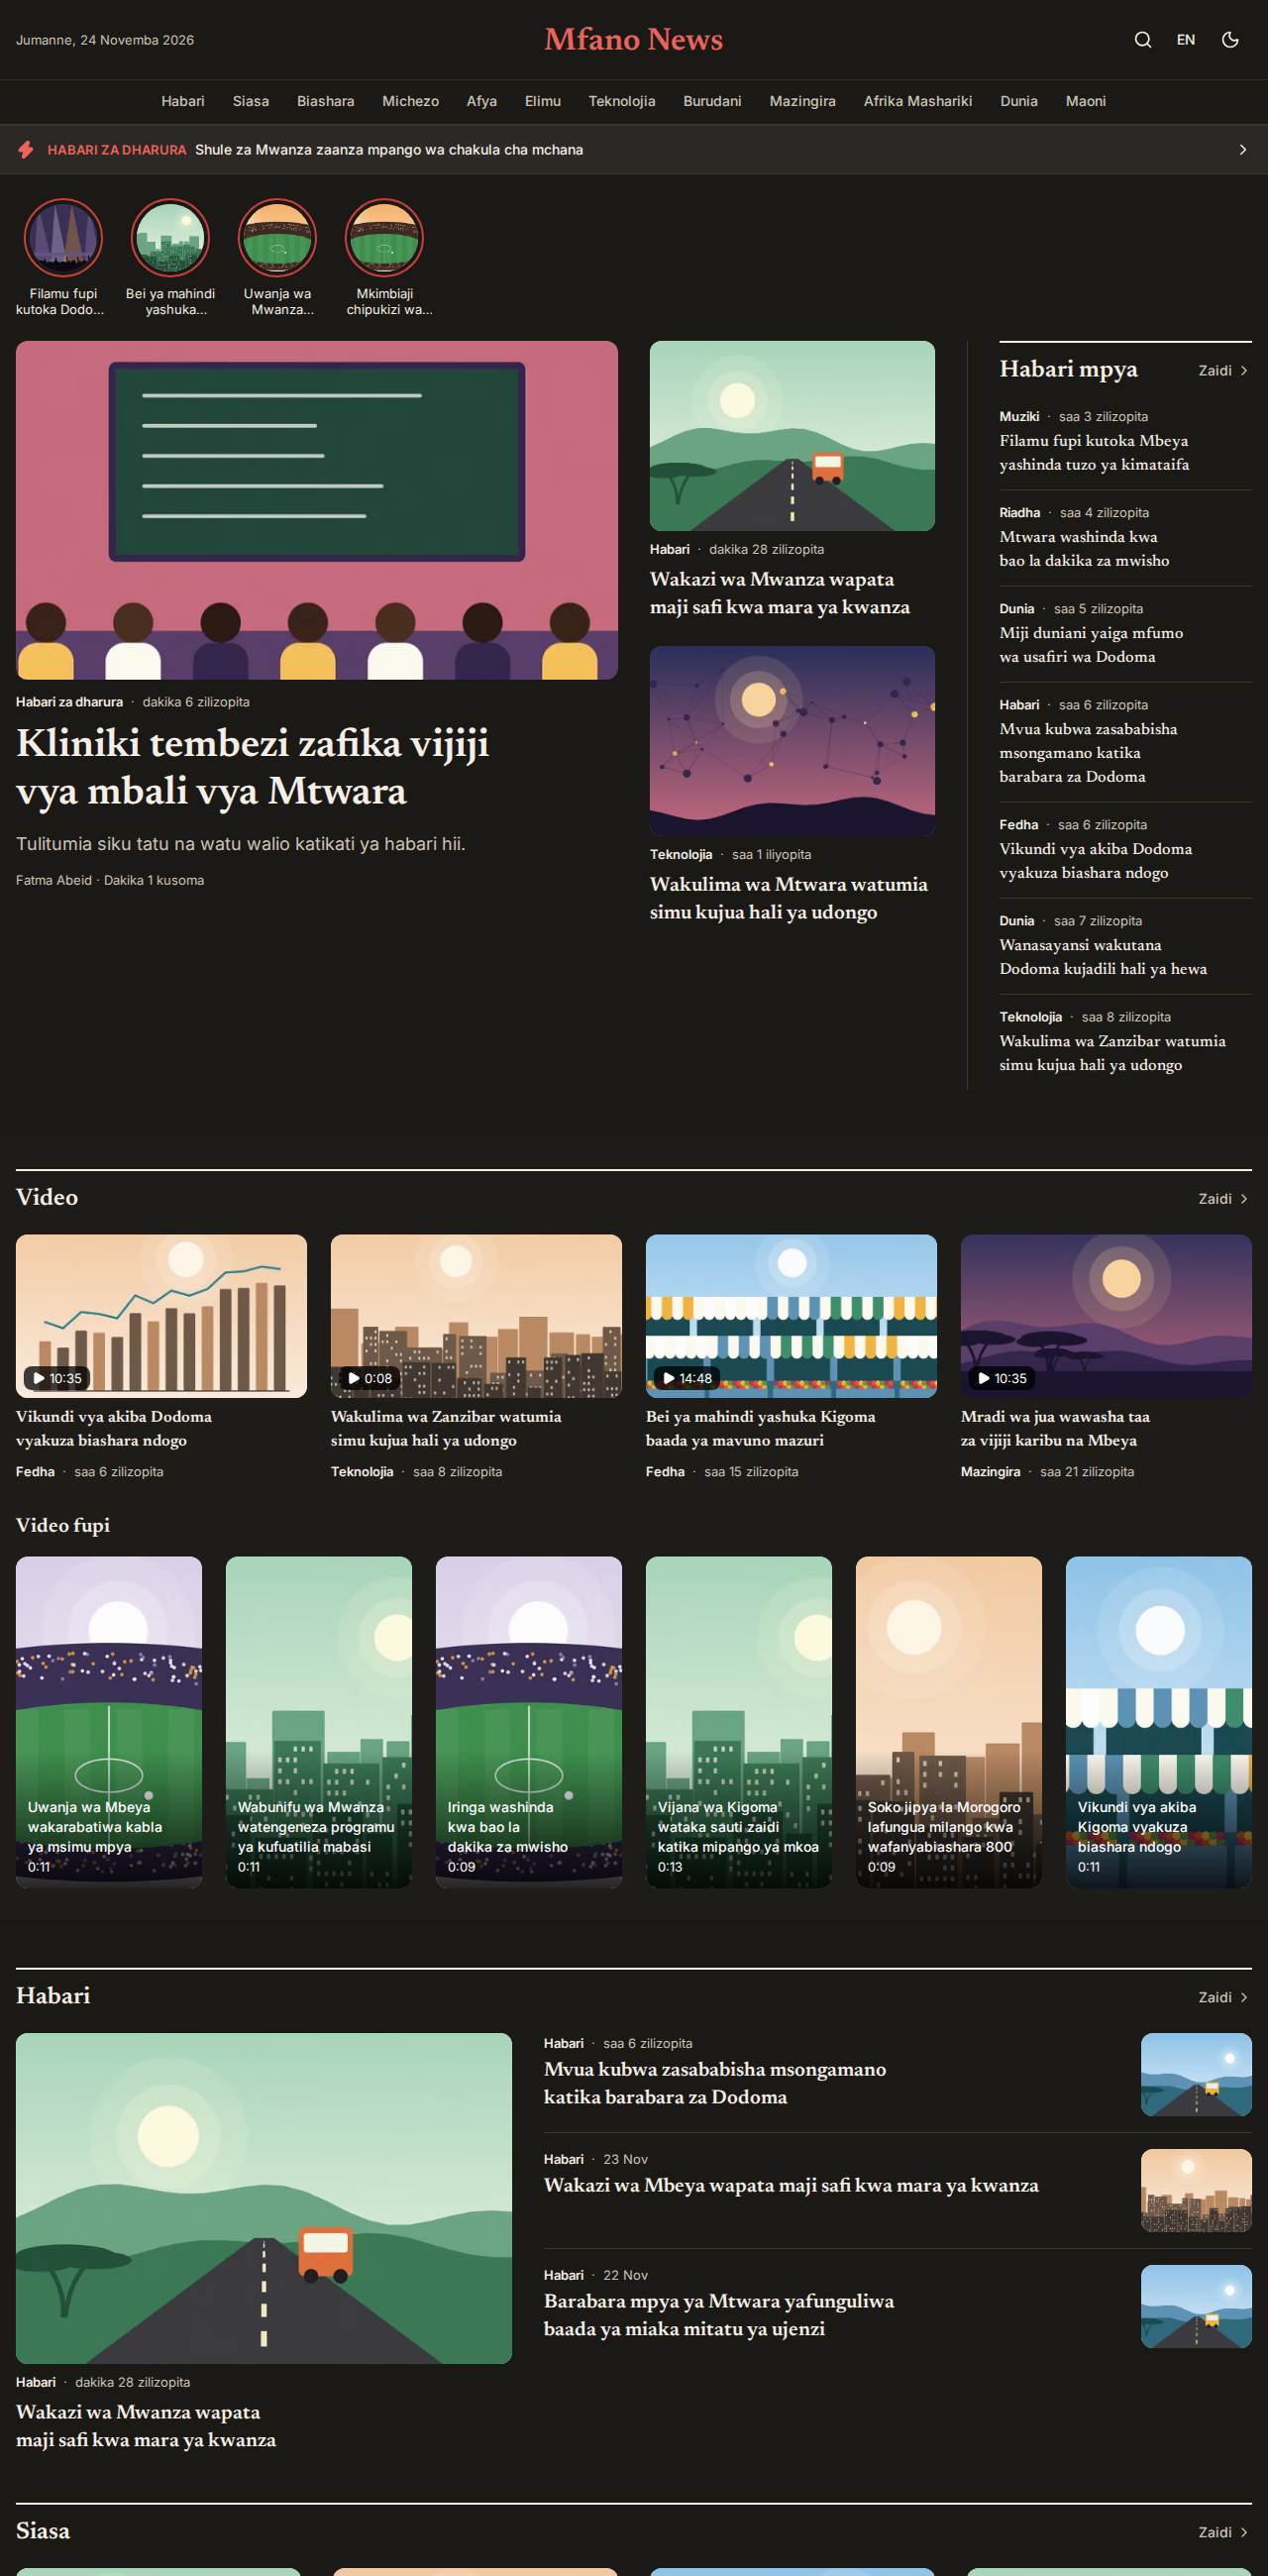 Jumanne, 24 Novemba 2026
Mfano News
EN
Habari Siasa Biashara Michezo Afya Elimu Teknolojia Burudani Mazingira Afrika Mashariki Dunia Maoni
HABARI ZA DHARURA Shule za Mwanza zaanza mpango wa chakula cha mchana
Filamu fupi
kutoka Dodo...
Bei ya mahindi
yashuka...
Uwanja wa
Mwanza...
Mkimbiaji
chipukizi wa...
Habari za dharura · dakika 6 zilizopita
Kliniki tembezi zafika vijiji
vya mbali vya Mtwara
Tulitumia siku tatu na watu walio katikati ya habari hii.
Fatma Abeid · Dakika 1 kusoma
Habari · dakika 28 zilizopita
Wakazi wa Mwanza wapata
maji safi kwa mara ya kwanza
Teknolojia · saa 1 iliyopita
Wakulima wa Mtwara watumia
simu kujua hali ya udongo
Habari mpya
Zaidi
Muziki · saa 3 zilizopita
Filamu fupi kutoka Mbeya
yashinda tuzo ya kimataifa
Riadha · saa 4 zilizopita
Mtwara washinda kwa
bao la dakika za mwisho
Dunia · saa 5 zilizopita
Miji duniani yaiga mfumo
wa usafiri wa Dodoma
Habari · saa 6 zilizopita
Mvua kubwa zasababisha
msongamano katika
barabara za Dodoma
Fedha · saa 6 zilizopita
Vikundi vya akiba Dodoma
vyakuza biashara ndogo
Dunia · saa 7 zilizopita
Wanasayansi wakutana
Dodoma kujadili hali ya hewa
Teknolojia · saa 8 zilizopita
Wakulima wa Zanzibar watumia
simu kujua hali ya udongo
Video
Zaidi
10:35
Vikundi vya akiba Dodoma
vyakuza biashara ndogo
Fedha · saa 6 zilizopita
0:08
Wakulima wa Zanzibar watumia
simu kujua hali ya udongo
Teknolojia · saa 8 zilizopita
14:48
Bei ya mahindi yashuka Kigoma
baada ya mavuno mazuri
Fedha · saa 15 zilizopita
10:35
Mradi wa jua wawasha taa
za vijiji karibu na Mbeya
Mazingira · saa 21 zilizopita
Video fupi
Uwanja wa Mbeya
wakarabatiwa kabla
ya msimu mpya
0:11
Wabunifu wa Mwanza
watengeneza programu
ya kufuatilia mabasi
0:11
Iringa washinda
kwa bao la
dakika za mwisho
0:09
Vijana wa Kigoma
wataka sauti zaidi
katika mipango ya mkoa
0:13
Soko jipya la Morogoro
lafungua milango kwa
wafanyabiashara 800
0:09
Vikundi vya akiba
Kigoma vyakuza
biashara ndogo
0:11
Habari
Zaidi
Habari · dakika 28 zilizopita
Wakazi wa Mwanza wapata
maji safi kwa mara ya kwanza
Habari · saa 6 zilizopita
Mvua kubwa zasababisha msongamano
katika barabara za Dodoma
Habari · 23 Nov
Wakazi wa Mbeya wapata maji safi kwa mara ya kwanza
Habari · 22 Nov
Barabara mpya ya Mtwara yafunguliwa
baada ya miaka mitatu ya ujenzi
Siasa
Zaidi